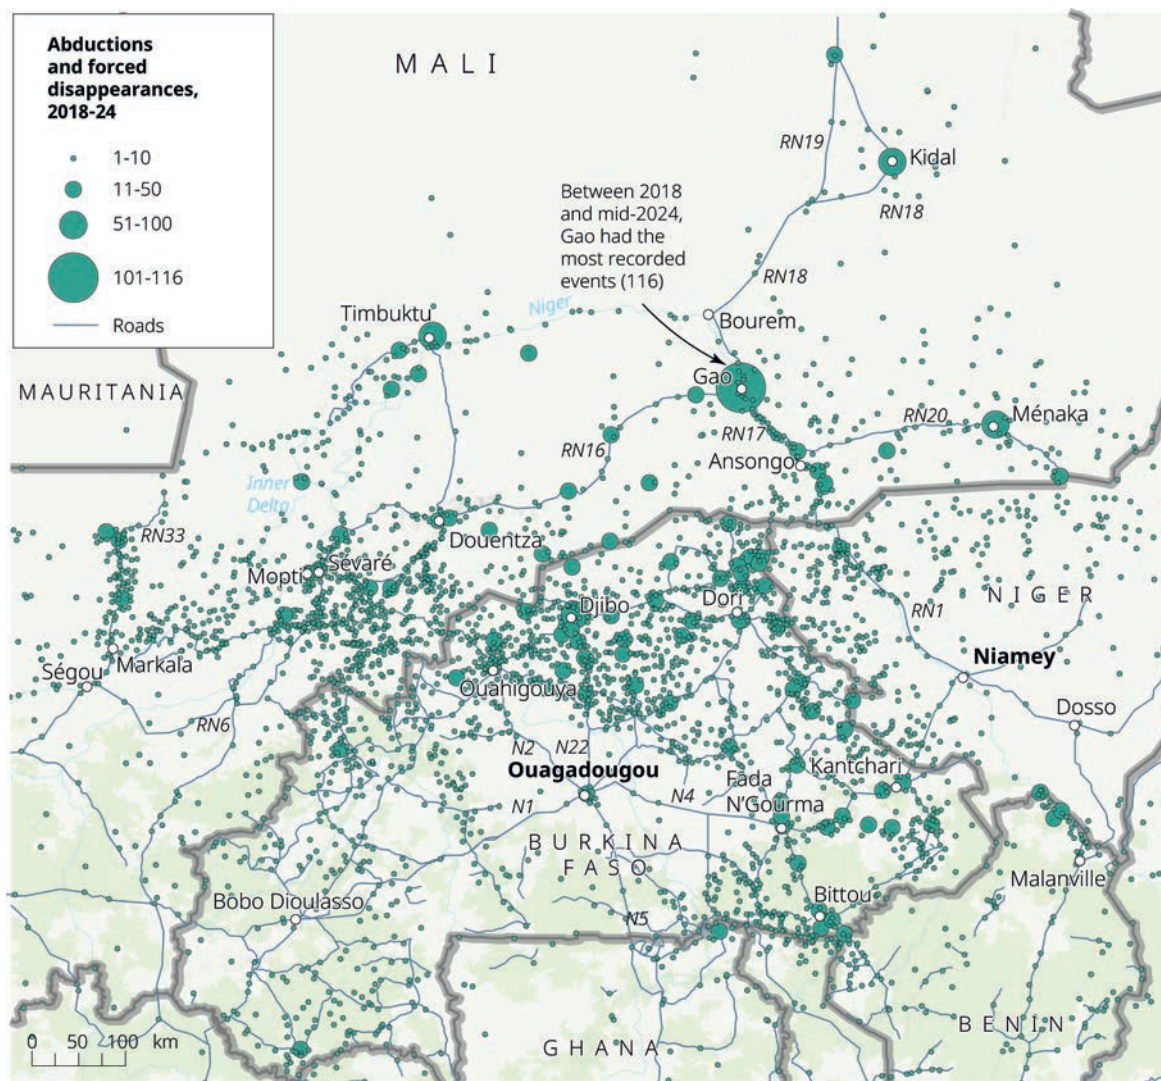 Abductions
and forced
disappearances,
2018-24
1-10
11-50
51-100
101-116
Roads
MALI
RN19
Kidal
RN18
Between 2018
and mid-2024,
Gao had the
most recorded
events (116)
RN18
Niger
Timbuktu
Bourem
MAURITANIA
Gao
RN20
Ménaka
RN17
RN16
Ansongo
Inner
Delta
RN33
Douentza
Sévaré
Mopti
Djibo
Dori
NIGER
RN1
Markala
Ségou
Ouahigouya
Niamey
RN6
Dosso
N2
N22
Ouagadougou
Kantchari
Fada
N'Gourma
N1
N4
BURKINA
FASO
Malanville
Bobo Dioulasso
Bittou
N5
BENIN
GHANA
0 50 100 km